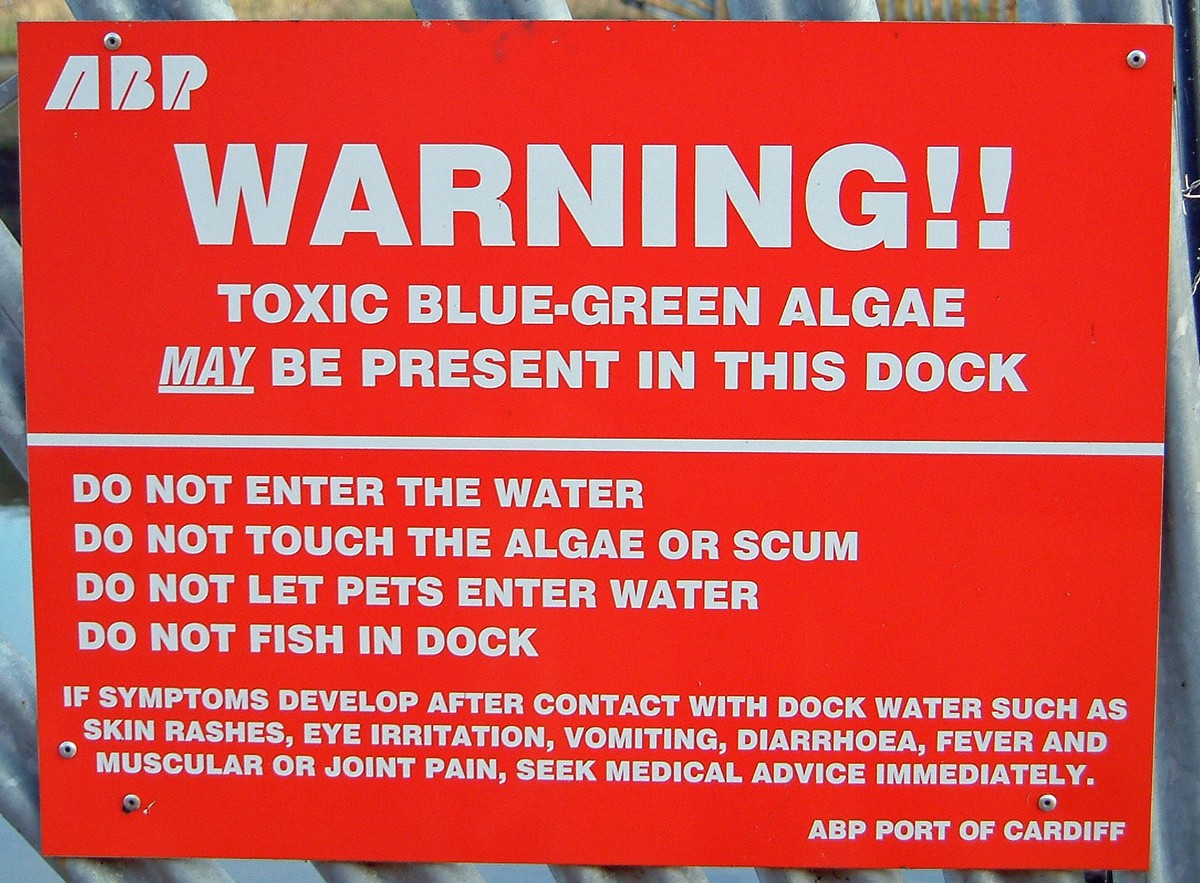 ABP
WARNING!!
TOXIC BLUE-GREEN ALGAE
MAY BE PRESENT IN THIS DOCK
DO NOT ENTER THE WATER
DO NOT TOUCH THE ALGAE OR SCUM
DO NOT LET PETS ENTER WATER
DO NOT FISH IN DOCK
IF SYMPTOMS DEVELOP AFTER CONTACT WITH DOCK WATER SUCH AS
SKIN RASHES, EYE IRRITATION, VOMITING, DIARRHOEA, FEVER AND
MUSCULAR OR JOINT PAIN, SEEK MEDICAL ADVICE IMMEDIATELY.
ABP PORT OF CARDIFF